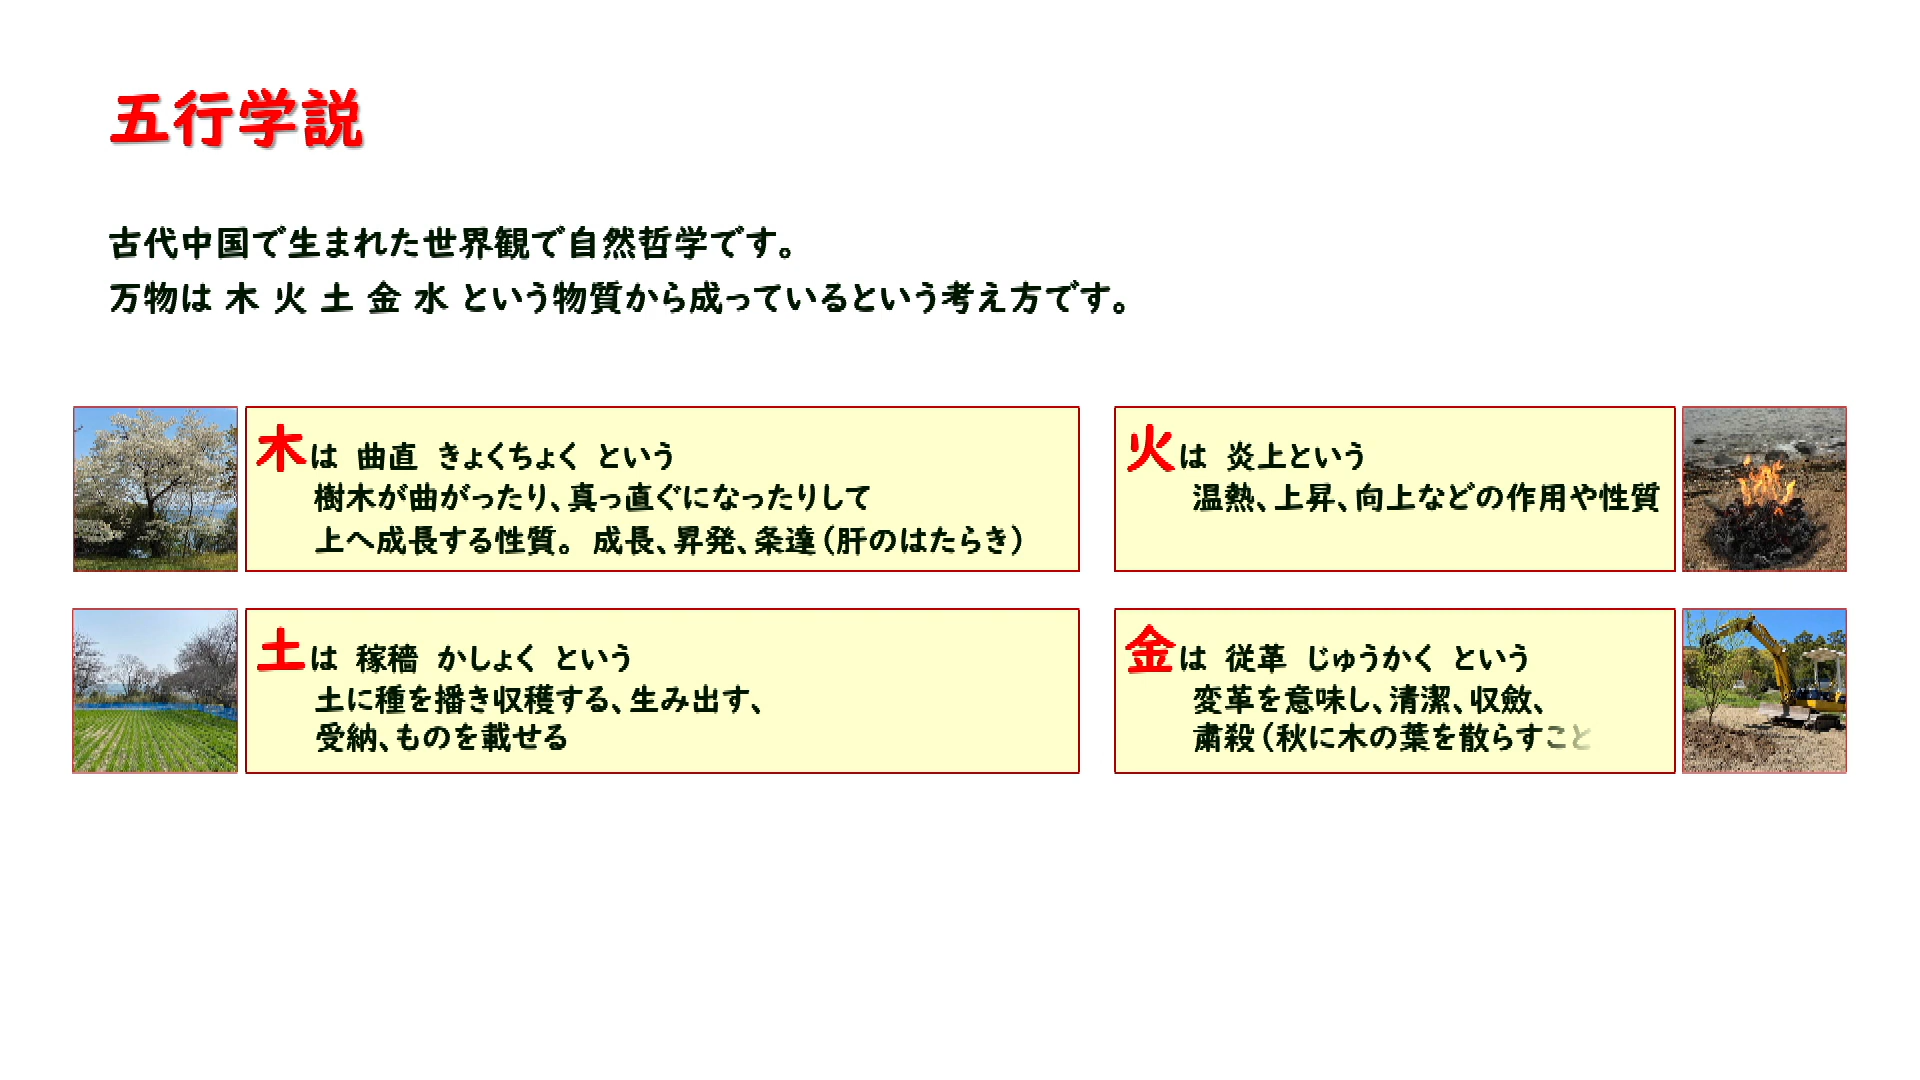 五行学説
古代中国で生まれた世界観で自然哲学です。
万物は 木 火 土 金 水 という物質から成っているという考え方です。
木は 曲直 きょくちょく という
樹木が曲がったり、真っ直ぐになったりして
上へ成長する性質。 成長、昇発、条達(肝のはたらき)
火は 炎上という
温熱、上昇、向上などの作用や性質
土は 稼穡 かしょく という
土に種を播き収穫する、生み出す、
受納、ものを載せる
金は 従革 じゅうかく という
変革を意味し、清潔、収斂、
粛殺(秋に木の葉を散らすこと